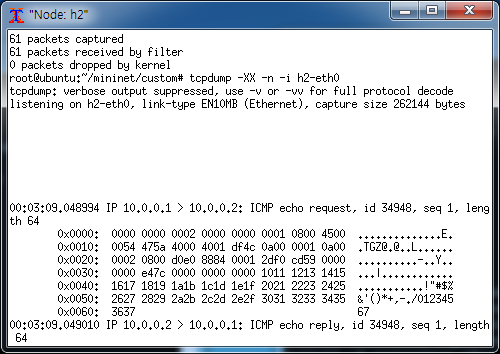 "Node: h2"
61 packets captured
61 packets received by filter
0 packets dropped by kernel
root@ubuntu:~/mininet/custom# tcpdump -XX -n -i h2-eth0
tcpdump: verbose output suppressed, use -v or -vv for full protocol decode
listening on h2-eth0, link-type EN10MB (Ethernet), capture size 262144 bytes
00:03:09.048994 IP 10.0.0.1 > 10.0.0.2: ICMP echo request, id 34948, seq 1, leng
th 64
0x0000:  0000 0000 0002 0000 0000 0001 0800 4500  ..............E.
0x0010:  0054 475a 4000 4001 df4c 0a00 0001 0a00  .TGZ@.@..L......
0x0020:  0002 0800 d0e0 8884 0001 2df0 cd59 0000  ..........-..Y..
0x0030:  0000 e47c 0000 0000 0000 1011 1213 1415  ...|............
0x0040:  1617 1819 1a1b 1c1d 1e1f 2021 2223 2425  ...........!"#$%
0x0050:  2627 2829 2a2b 2c2d 2e2f 3031 3233 3435  &'()*+,-./012345
0x0060:  3637  67
00:03:09.049010 IP 10.0.0.2 > 10.0.0.1: ICMP echo reply, id 34948, seq 1, length
64